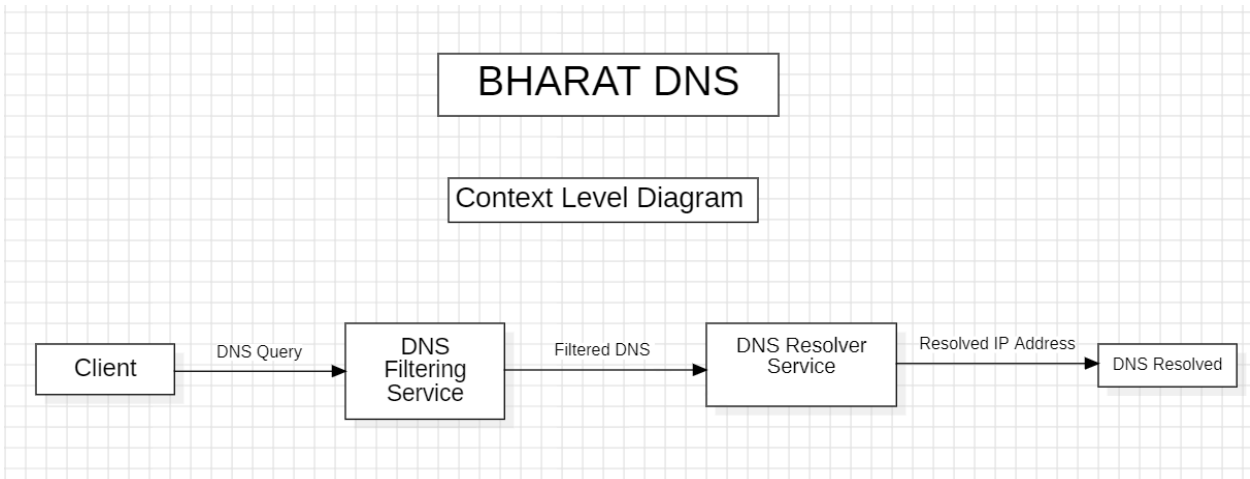 BHARAT DNS
Context Level Diagram
Client
DNS Query
DNS
Filtering
Service
Filtered DNS
DNS Resolver
Service
Resolved IP Address
DNS Resolved